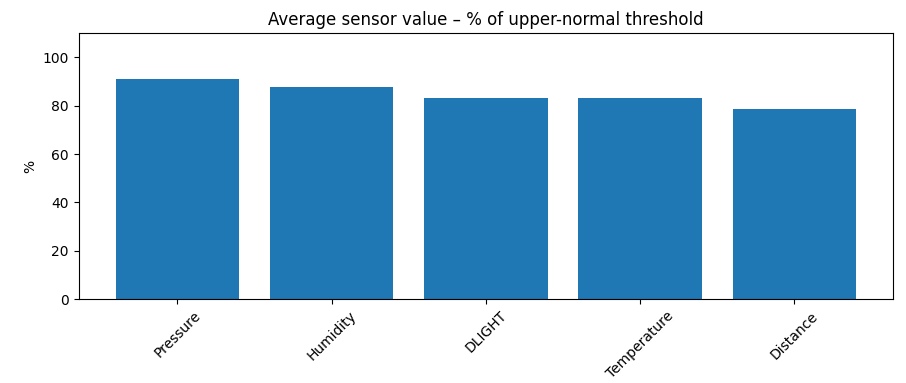 Average sensor value – % of upper-normal threshold
100
80
60
40
20
0
%
Pressure
Humidity
DLIGHT
Temperature
Distance